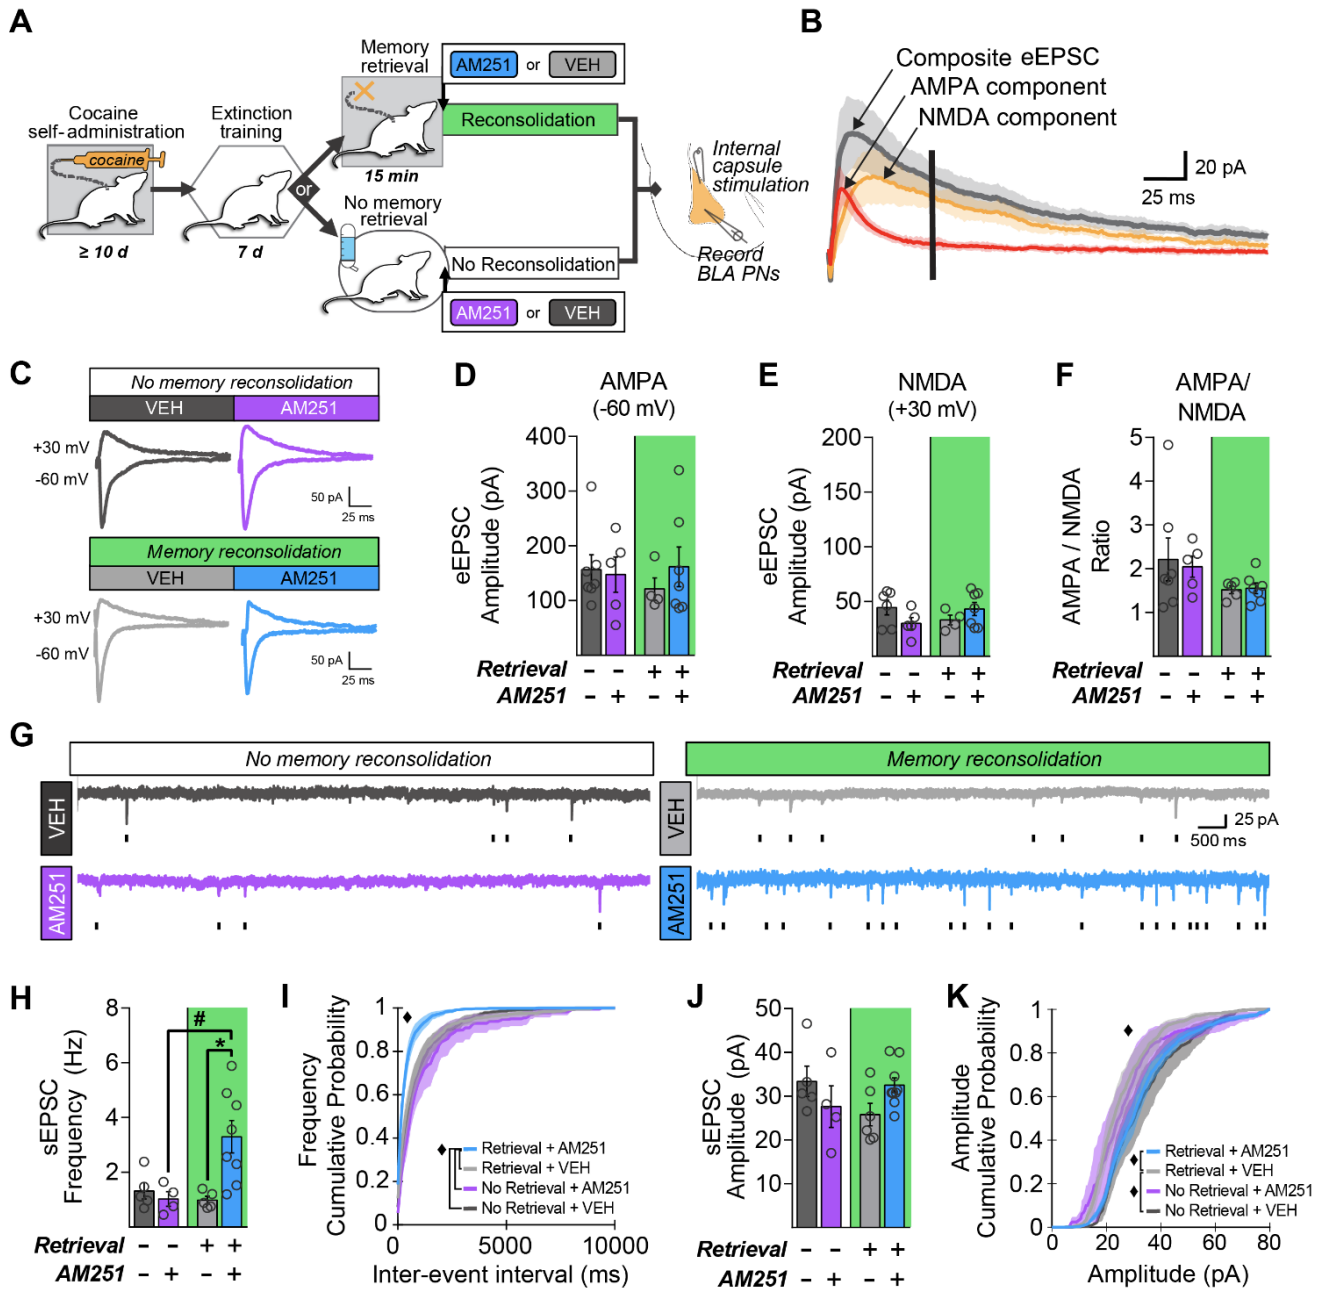 A
Cocaine
self-administration
cocaine
≥ 10 d
Extinction
training
7 d
or
Memory
retrieval
15 min
AM251 or VEH
Reconsolidation
No memory
retrieval
No Reconsolidation
AM251 or VEH
Internal
capsule
stimulation
Record
BLA PNs
B
Composite eEPSC
AMPA component
NMDA component
20 pA
25 ms
C
No memory reconsolidation
VEH AM251
+30 mV
-60 mV
50 pA
25 ms
Memory reconsolidation
VEH AM251
+30 mV
-60 mV
50 pA
25 ms
D
AMPA
(-60 mV)
eEPSC
Amplitude (pA)
400
300
200
100
Retrieval – – + +
AM251 – + – +
E
NMDA
(+30 mV)
eEPSC
Amplitude (pA)
200
150
100
50
Retrieval – – + +
AM251 – + – +
F
AMPA/
NMDA
AMPA / NMDA
Ratio
5
4
3
2
1
Retrieval – – + +
AM251 – + – +
G
No memory reconsolidation
Memory reconsolidation
VEH
VEH
25 pA
500 ms
AM251
AM251
H
sEPSC
Frequency (Hz)
8
6
4
2
#
*
Retrieval – – + +
AM251 – + – +
I
Frequency
Cumulative Probability
1
0.8
0.6
0.4
0.2
0
♦
♦
Retrieval + AM251
Retrieval + VEH
No Retrieval + AM251
No Retrieval + VEH
0 5000 10000
Inter-event interval (ms)
J
sEPSC
Amplitude (pA)
50
40
30
20
10
Retrieval – – + +
AM251 – + – +
K
Amplitude
Cumulative Probability
1
0.8
0.6
0.4
0.2
0
♦
♦
♦
Retrieval + AM251
Retrieval + VEH
No Retrieval + AM251
No Retrieval + VEH
0 20 40 60 80
Amplitude (pA)